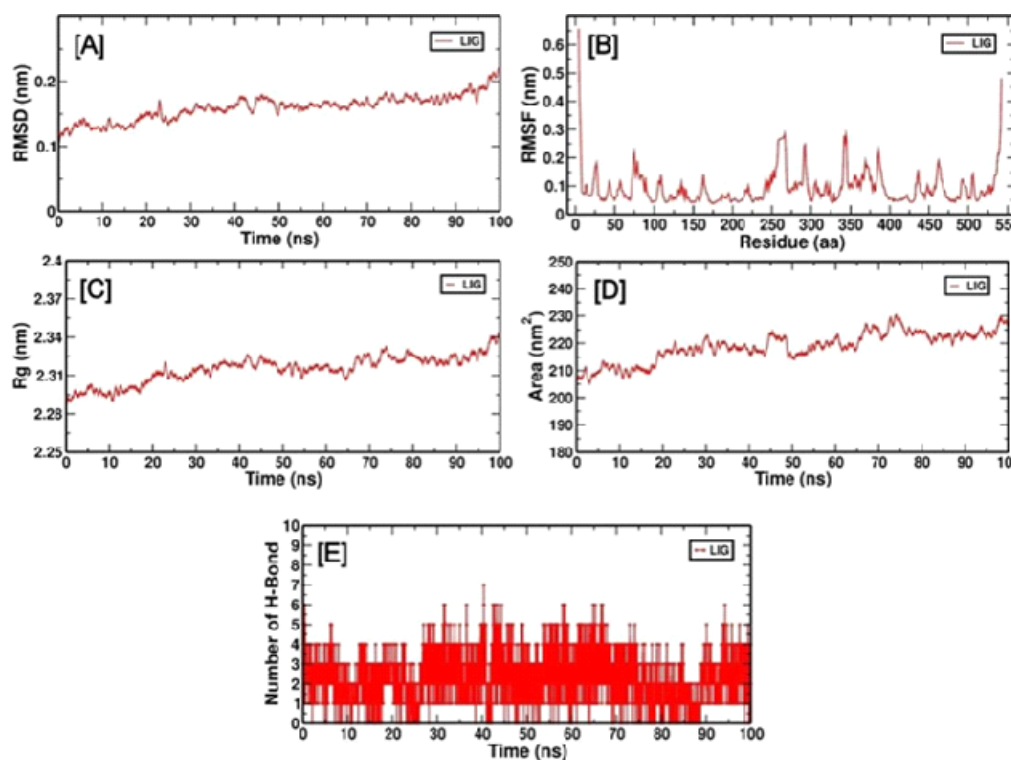 [A]
LIG
RMSD (nm)
0.2
0.1
0
0 10 20 30 40 50 60 70 80 90 100
Time (ns)
[B]
LIG
RMSF (nm)
0.6
0.5
0.4
0.3
0.2
0.1
0
0 50 100 150 200 250 300 350 400 450 500 55
Residue (aa)
[C]
LIG
Rg (nm)
2.4
2.37
2.34
2.31
2.28
2.25
0 10 20 30 40 50 60 70 80 90 100
Time (ns)
[D]
LIG
Area (nm²)
250
240
230
220
210
205
190
180
0 10 20 30 40 50 60 70 80 90 100
Time (ns)
[E]
LIG
Number of H-Bond
10
9
8
7
6
5
4
3
2
1
0
0 10 20 30 40 50 60 70 80 90 100
Time (ns)